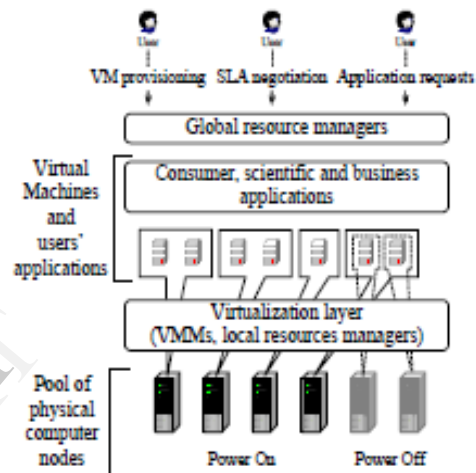 User User User
VM provisioning SLA negotiation Application requests
Global resource managers
Virtual
Machines
and
users'
applications
Consumer, scientific and business
applications
Virtualization layer
(VMMs, local resources managers)
Pool of
physical
computer
nodes
Power On Power Off